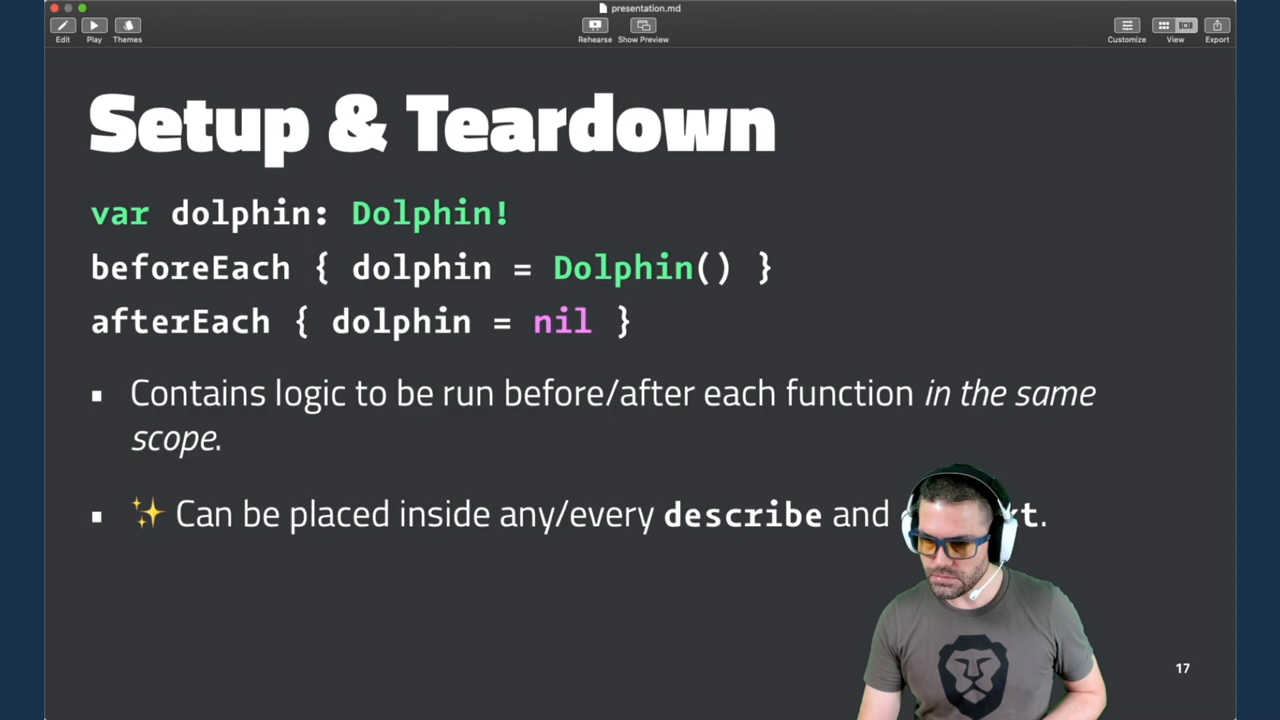 presentation.md
Edit Play Themes Rehearse Show Preview Customize View Export
Setup & Teardown
var dolphin: Dolphin!
beforeEach { dolphin = Dolphin() }
afterEach { dolphin = nil }
▪ Contains logic to be run before/after each function in the same
scope.
▪ ✨ Can be placed inside any/every describe and
17